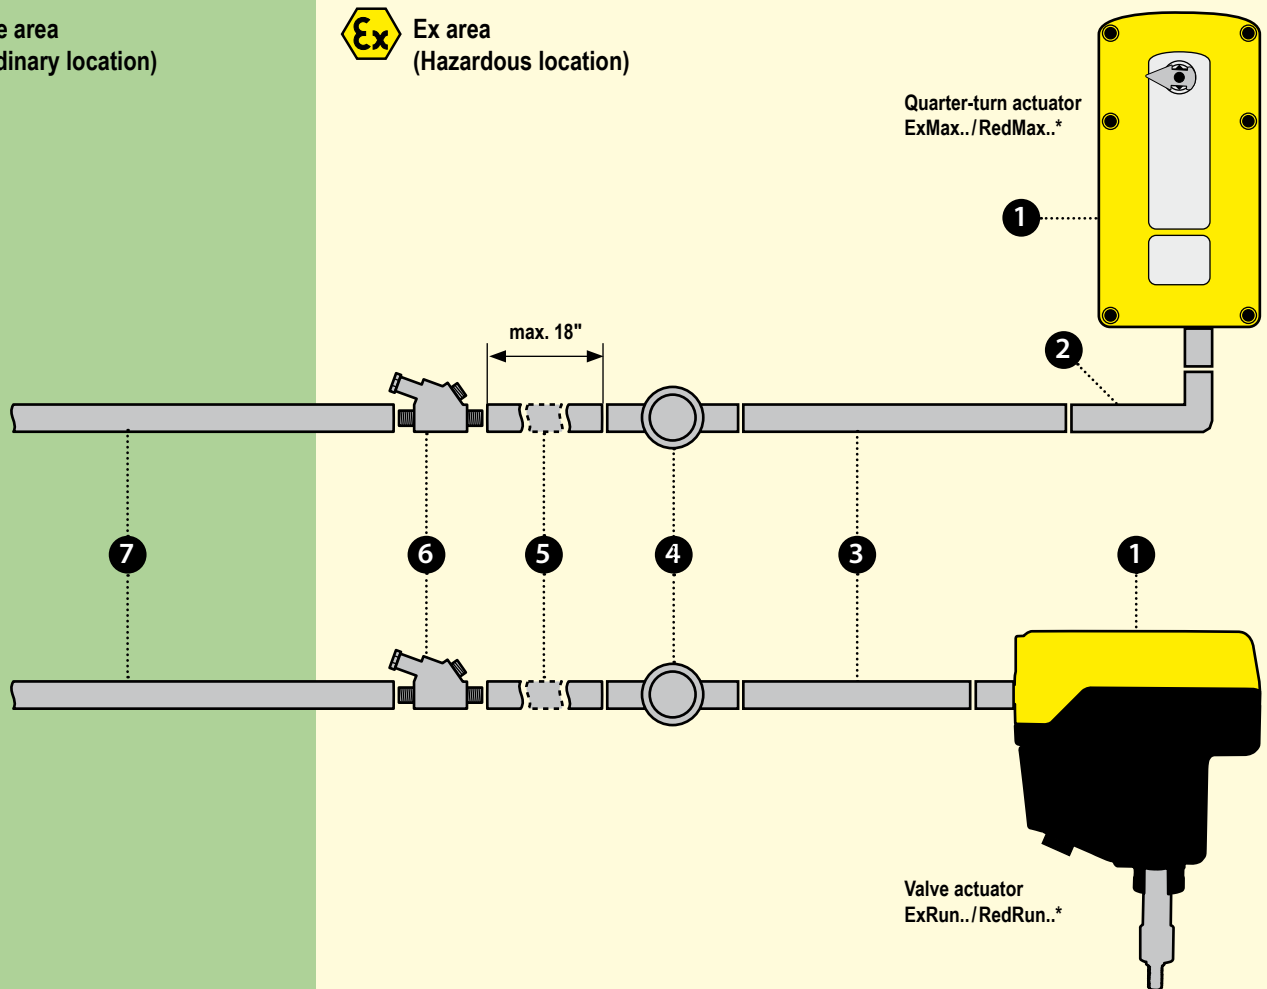 e area
dinary location)
Ex
Ex area
(Hazardous location)
Quarter-turn actuator
ExMax../RedMax..*
1
max. 18"
2
7
6
5
4
3
1
Valve actuator
ExRun../RedRun..*